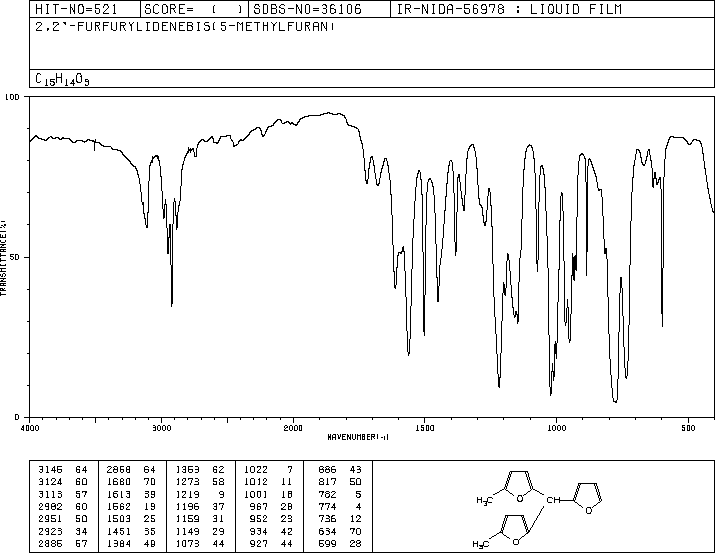 HIT-NO=521 SCORE= ( ) SDBS-NO=36106 IR-NIDA-56978 : LIQUID FILM
2,2'-FURFURYLIDENEBIS(5-METHYLFURAN)
C15H14O3
100
50
0
TRANSMITTANCE(%)
4000 3000 2000 1500 1000 500
WAVENUMBER(-1)
3145 64 2868 64 1369 62 1022 7 886 43
3124 60 1680 70 1273 58 1012 11 817 50
3113 57 1613 39 1219 9 1001 18 782 5
2982 60 1562 19 1196 37 967 28 774 4
2951 50 1503 25 1159 31 952 23 736 12
2923 34 1451 35 1149 29 934 42 634 70
2885 57 1384 49 1073 44 927 44 599 28
H3C O CH O
H3C O